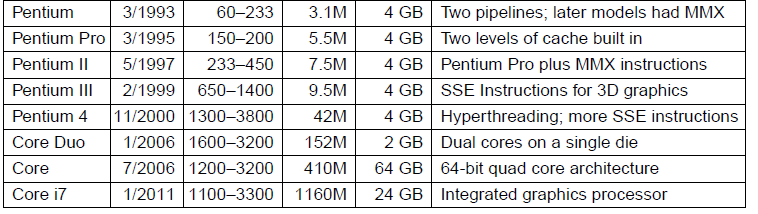 Pentium 3/1993 60–233 3.1M 4 GB Two pipelines; later models had MMX
Pentium Pro 3/1995 150–200 5.5M 4 GB Two levels of cache built in
Pentium II 5/1997 233–450 7.5M 4 GB Pentium Pro plus MMX instructions
Pentium III 2/1999 650–1400 9.5M 4 GB SSE Instructions for 3D graphics
Pentium 4 11/2000 1300–3800 42M 4 GB Hyperthreading; more SSE instructions
Core Duo 1/2006 1600–3200 152M 2 GB Dual cores on a single die
Core 7/2006 1200–3200 410M 64 GB 64-bit quad core architecture
Core i7 1/2011 1100–3300 1160M 24 GB Integrated graphics processor